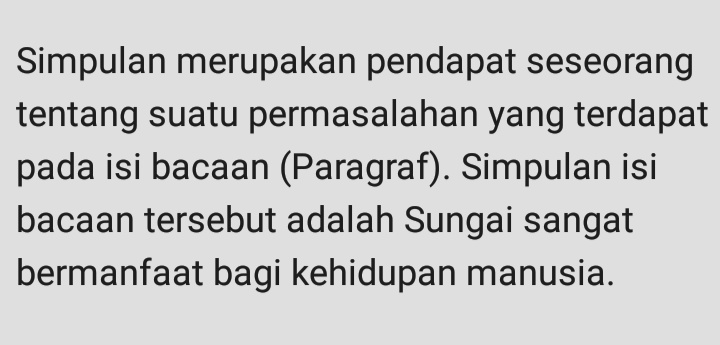 Simpulan merupakan pendapat seseorang
tentang suatu permasalahan yang terdapat
pada isi bacaan (Paragraf). Simpulan isi
bacaan tersebut adalah Sungai sangat
bermanfaat bagi kehidupan manusia.